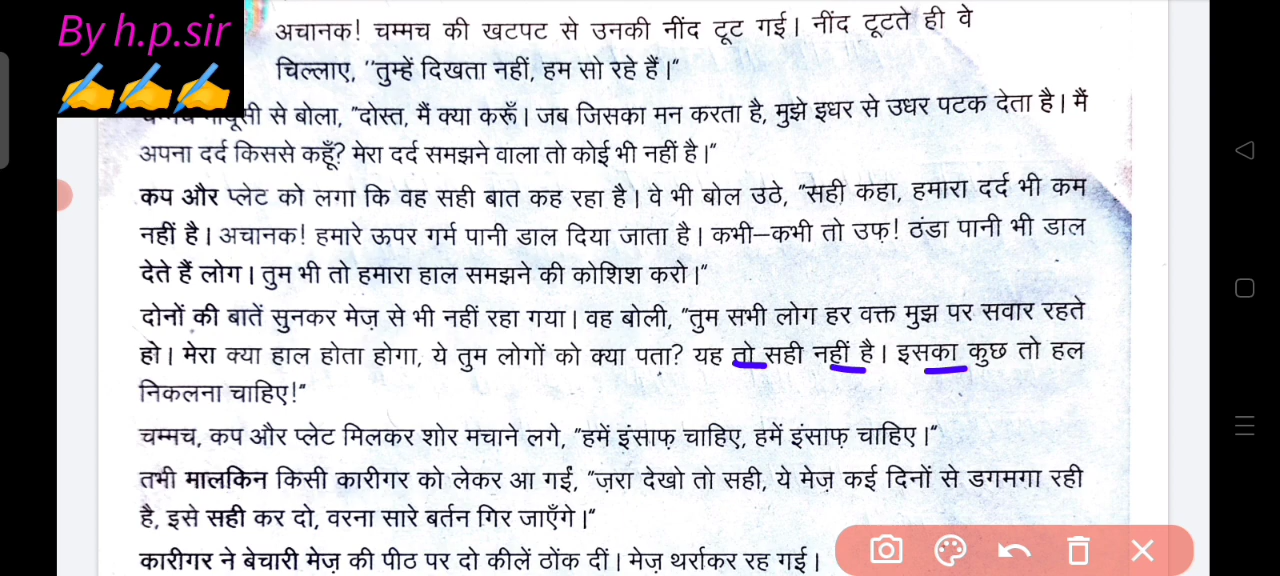 By h.p.sir
अचानक! चम्मच की खटपट से उनकी नींद टूट गई। नींद टूटते ही वे
चिल्लाए, ''तुम्हें दिखता नहीं, हम सो रहे हैं।"
से बोला, "दोस्त, मैं क्या करूँ। जब जिसका मन करता है, मुझे इधर से उधर पटक देता है। मैं
अपना दर्द किससे कहूँ? मेरा दर्द समझने वाला तो कोई भी नहीं है।"
कप और प्लेट को लगा कि वह सही बात कह रहा है। वे भी बोल उठे, "सही कहा, हमारा दर्द भी कम
नहीं है। अचानक! हमारे ऊपर गर्म पानी डाल दिया जाता है। कभी–कभी तो उफ़! ठंडा पानी भी डाल
देते हैं लोग। तुम भी तो हमारा हाल समझने की कोशिश करो।"
दोनों की बातें सुनकर मेज़ से भी नहीं रहा गया। वह बोली, "तुम सभी लोग हर वक्त मुझ पर सवार रहते
हो। मेरा क्या हाल होता होगा, ये तुम लोगों को क्या पता? यह तो सही नहीं है। इसका कुछ तो हल
निकलना चाहिए!"
चम्मच, कप और प्लेट मिलकर शोर मचाने लगे, "हमें इंसाफ़ चाहिए, हमें इंसाफ़ चाहिए।"
तभी मालकिन किसी कारीगर को लेकर आ गईं, "ज़रा देखो तो सही, ये मेज़ कई दिनों से डगमगा रही
है, इसे सही कर दो, वरना सारे बर्तन गिर जाएँगे।"
कारीगर ने बेचारी मेज़ की पीठ पर दो कीलें ठोंक दीं। मेज़ थर्राकर रह गई।